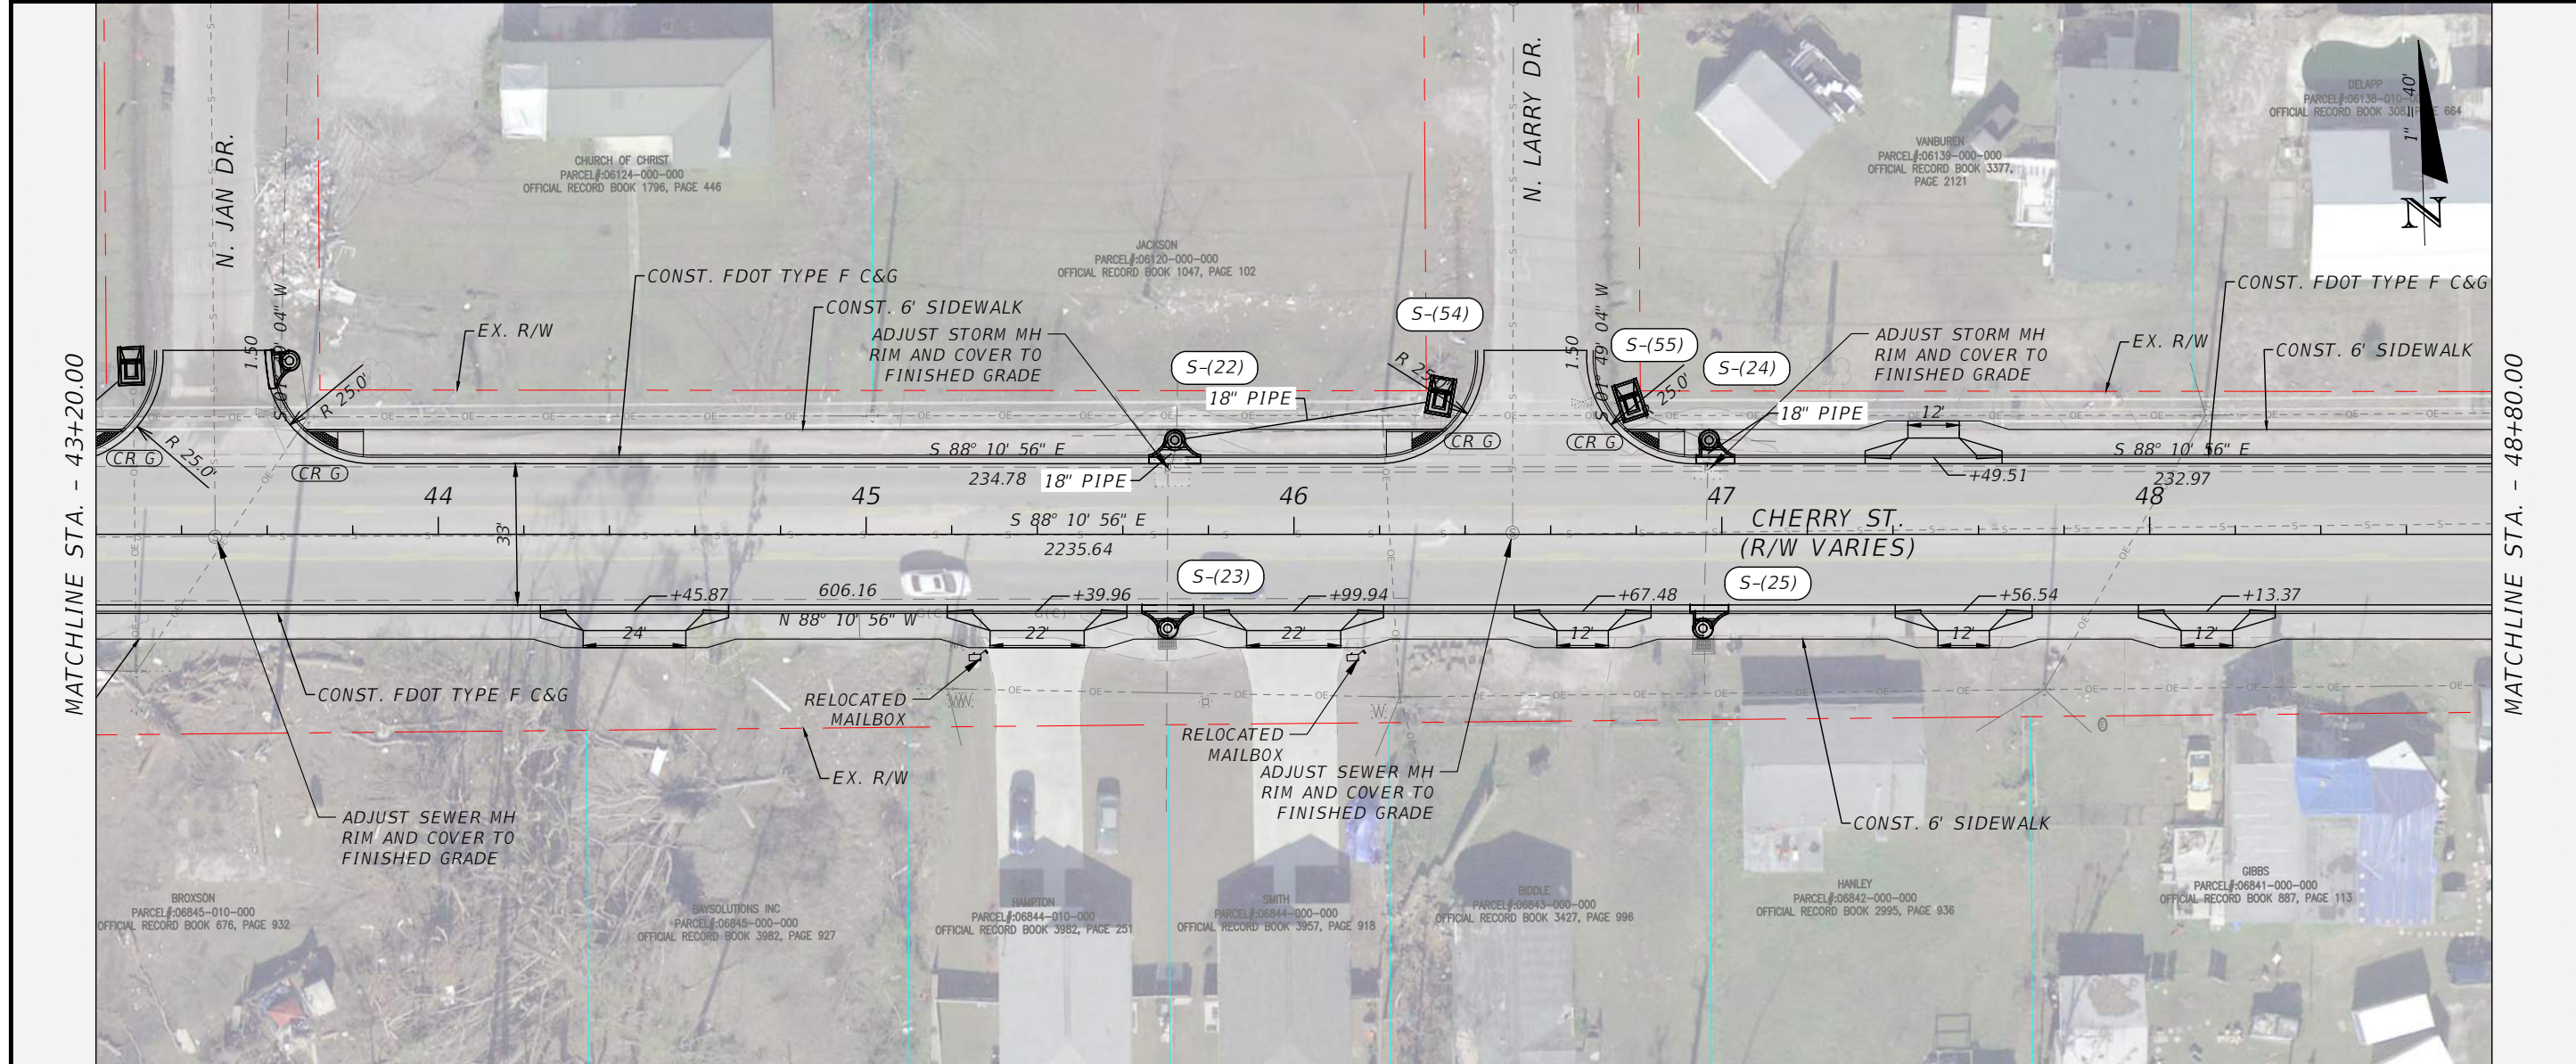 MATCHLINE STA. - 43+20.00
N. JAN DR.
CHURCH OF CHRIST
PARCEL#:06124-000-000
OFFICIAL RECORD BOOK 1796, PAGE 446
JACKSON
PARCEL#:06120-000-000
OFFICIAL RECORD BOOK 1047, PAGE 102
N. LARRY DR.
VANBUREN
PARCEL#:06139-000-000
OFFICIAL RECORD BOOK 3377,
PAGE 2121
DELAPP
1" = 40'
N
CONST. FDOT TYPE F C&G
CONST. 6' SIDEWALK
EX. R/W
ADJUST STORM MH
RIM AND COVER TO
FINISHED GRADE
S-(22)
18" PIPE
S-(54)
S-(55)
S-(24)
ADJUST STORM MH
RIM AND COVER TO
FINISHED GRADE
18" PIPE
EX. R/W
CONST. FDOT TYPE F C&G
CONST. 6' SIDEWALK
1.50
R 25.0'
R 25.0'
CR G
CR G
S 88° 10' 56" E
234.78
18" PIPE
CR G
CR G
1.50
S 01° 49' 04" W
12'
+49.51
S 88° 10' 56" E
232.97
44
45
46
47
48
33'
S 88° 10' 56" E
2235.64
CHERRY ST.
(R/W VARIES)
S-(23)
S-(25)
+45.87
606.16
N 88° 10' 56" W
+39.96
+99.94
+67.48
+56.54
+13.37
24'
22'
22'
12'
12'
12'
CONST. FDOT TYPE F C&G
RELOCATED
MAILBOX
EX. R/W
RELOCATED
MAILBOX
ADJUST SEWER MH
RIM AND COVER TO
FINISHED GRADE
ADJUST SEWER MH
RIM AND COVER TO
FINISHED GRADE
CONST. 6' SIDEWALK
BROXSON
PARCEL#:06845-010-000
OFFICIAL RECORD BOOK 676, PAGE 932
BAYSOLUTIONS INC
PARCEL#:06845-000-000
OFFICIAL RECORD BOOK 3982, PAGE 927
HAMPTON
PARCEL#:06844-010-000
OFFICIAL RECORD BOOK 3982, PAGE 251
SMITH
PARCEL#:06844-000-000
OFFICIAL RECORD BOOK 3957, PAGE 918
BIDDLE
PARCEL#:06843-000-000
OFFICIAL RECORD BOOK 3427, PAGE 996
HANLEY
PARCEL#:06842-000-000
OFFICIAL RECORD BOOK 2995, PAGE 936
GIBBS
PARCEL#:06841-000-000
OFFICIAL RECORD BOOK 887, PAGE 113
MATCHLINE STA. - 48+80.00